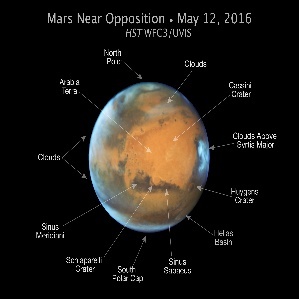 Mars Near Opposition • May 12, 2016
HST WFC3/UVIS
North
Pole
Clouds
Arabia
Terra
Cassini
Crater
Clouds Above
Syrtis Major
Clouds
Huygens
Crater
Sinus
Meridiani
Hellas
Basin
Schiaparelli
Crater
South
Polar Cap
Sinus
Sabaeus